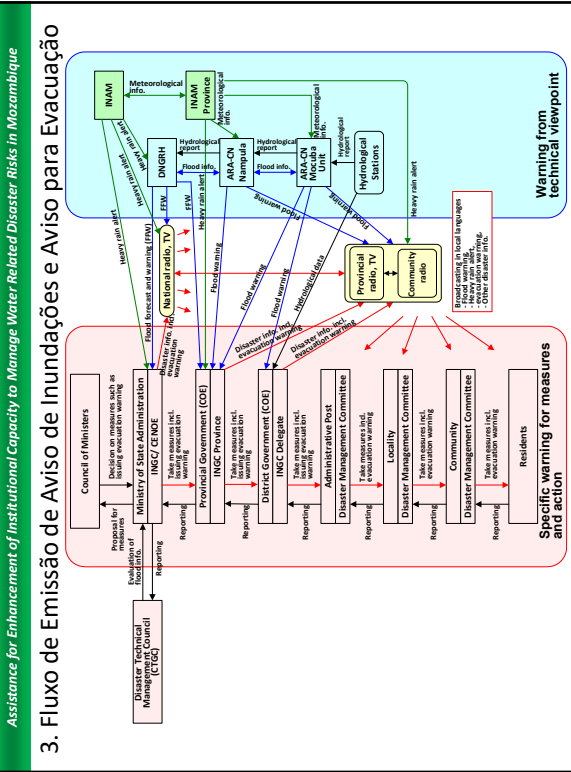 Assistance for Enhancement of Institutional Capacity to Manage Water Related Disaster Risks in Mozambique
3. Fluxo de Emissão de Aviso de Inundações e Aviso para Evacuação
Council of Ministers
Proposal for
measures
Decision on measures such as
issuing evacuation warning
Disaster Technical
Management Council
(CTGC)
Evaluation of
flood info.
Reporting
Ministry of State Administration
INGC/ CENOE
Reporting
Take measures incl.
issuing evacuation
warning
Provincial Government (COE)
INGC Province
Reporting
Take measures incl.
issuing evacuation
warning
District Government (COE)
INGC Delegate
Reporting
Take measures incl.
issuing evacuation
warning
Administrative Post
Disaster Management Committee
Reporting
Take measures incl.
evacuation warning
Locality
Disaster Management Committee
Reporting
Take measures incl.
evacuation warning
Community
Disaster Management Committee
Reporting
Take measures incl.
evacuation warning
Residents
Specific warning for measures
and action
Heavy rain alert
Flood forecast and warning (FFW)
Disaster info. incl.
evacuation
warning
National radio, TV
FFW
FFW
Heavy rain alert
Flood warning
Flood warning
Flood warning
Hydrological data
Disaster info. incl.
evacuation warning
Disaster info. incl.
evacuation warning
Flood warning
Flood warning
Provincial
radio, TV
Community
radio
Heavy rain alert
Broadcasting in local languages
- Flood warning,
- Heavy rain alert,
- evacuation warning,
- Other disaster info.
INAM
Meteorological
info.
INAM
Province
Heavy rain alert
Heavy rain alert
Meteorological
info.
Meteorological
info.
DNGRH
Flood info.
Hydrological
report
ARA-CN
Nampula
Flood info.
Hydrological
report
ARA-CN
Mocuba
Unit
Hydrological
report
Hydrological
Stations
Warning from
technical viewpoint